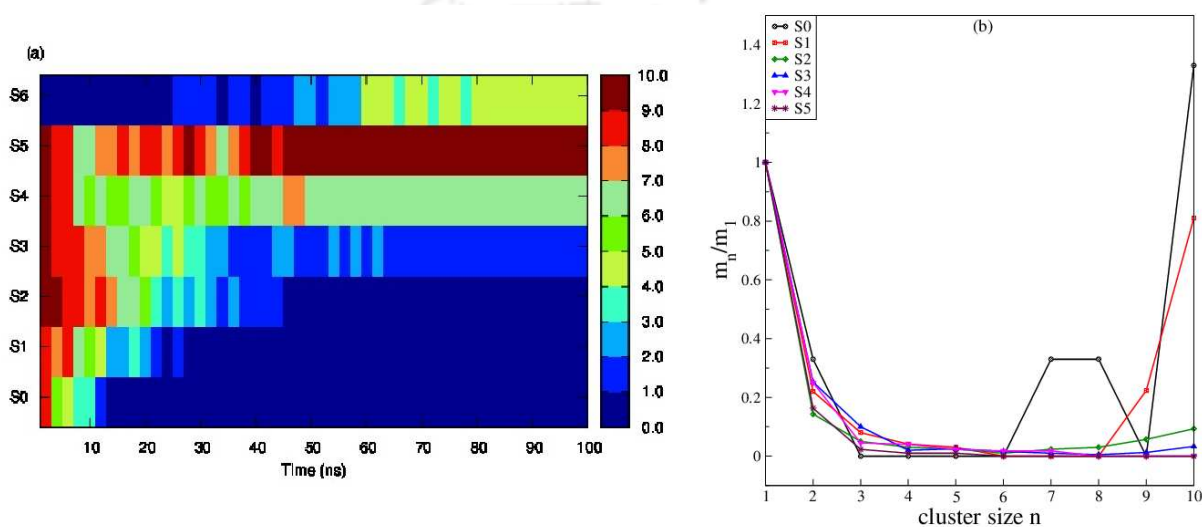 (a)
S6
S5
S4
S3
S2
S1
S0
10 20 30 40 50 60 70 80 90 100
Time (ns)
10.0
9.0
8.0
7.0
6.0
5.0
4.0
3.0
2.0
1.0
0.0
(b)
S0
S1
S2
S3
S4
S5
1.4
1.2
1
0.8
0.6
0.4
0.2
0
m_n/m_1
1 2 3 4 5 6 7 8 9 10
cluster size n